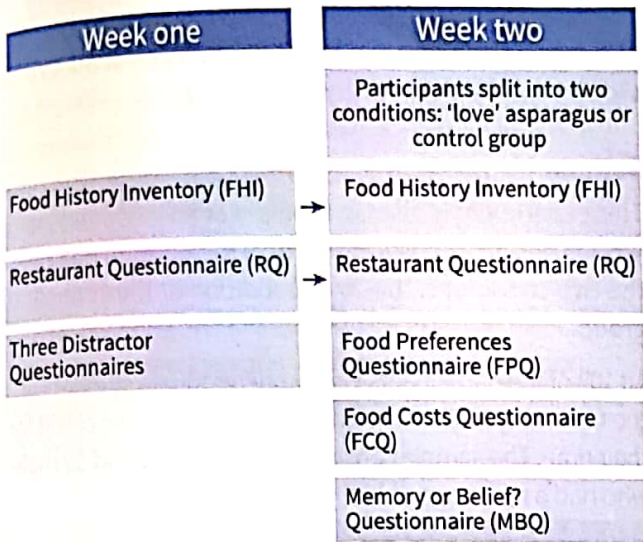 Week one
Week two
Participants split into two
conditions: 'love' asparagus or
control group
Food History Inventory (FHI)
Food History Inventory (FHI)
Restaurant Questionnaire (RQ)
Restaurant Questionnaire (RQ)
Three Distractor
Questionnaires
Food Preferences
Questionnaire (FPQ)
Food Costs Questionnaire
(FCQ)
Memory or Belief?
Questionnaire (MBQ)